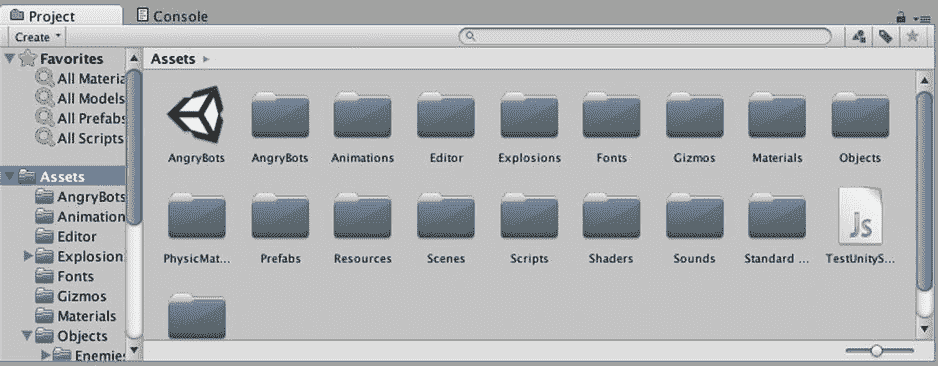 Project
Console
Create
Favorites
Assets
All Materia
All Models
All Prefabs
All Scripts
AngryBots
AngryBots
Animations
Editor
Explosions
Fonts
Gizmos
Materials
Objects
Assets
AngryBots
Animation
Editor
Explosion
Fonts
Gizmos
Materials
Objects
Enemies
PhysicMat...
Prefabs
Resources
Scenes
Scripts
Shaders
Sounds
Standard ...
Js
TestUnityS...